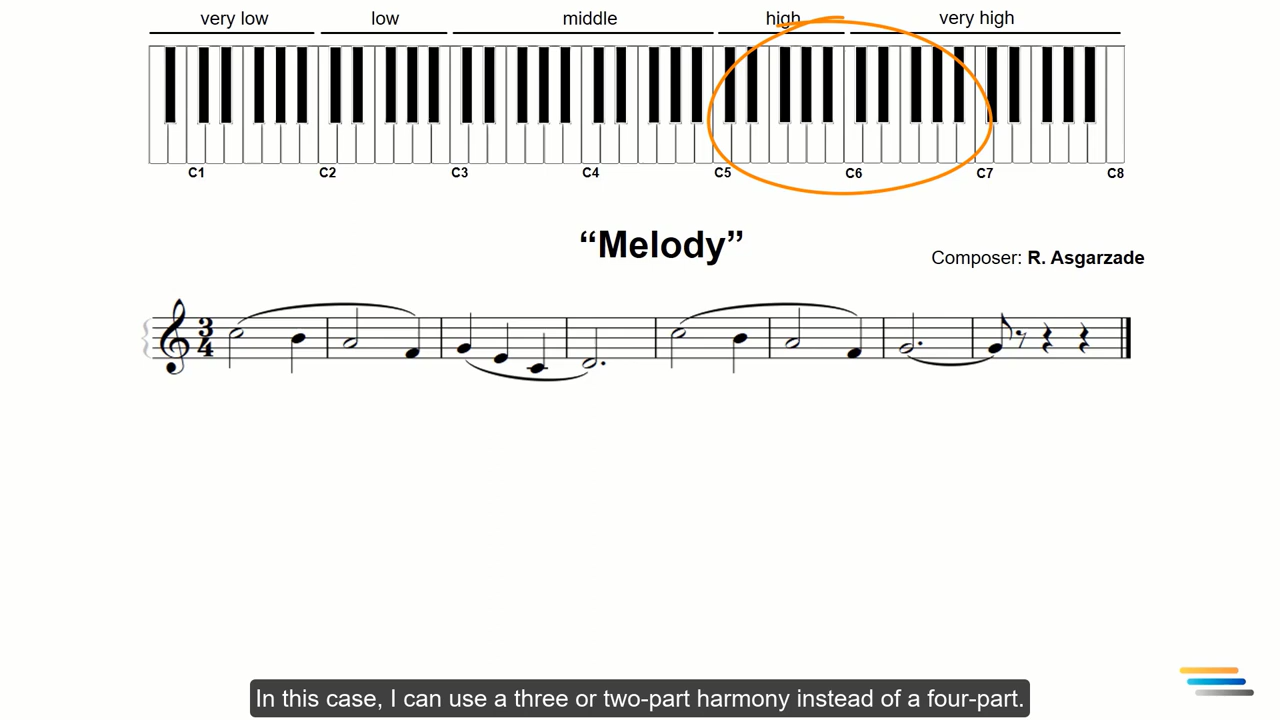 very low low middle high very high
C1 C2 C3 C4 C5 C6 C7 C8
“Melody”
Composer: R. Asgarzade
3
4
In this case, I can use a three or two-part harmony instead of a four-part.